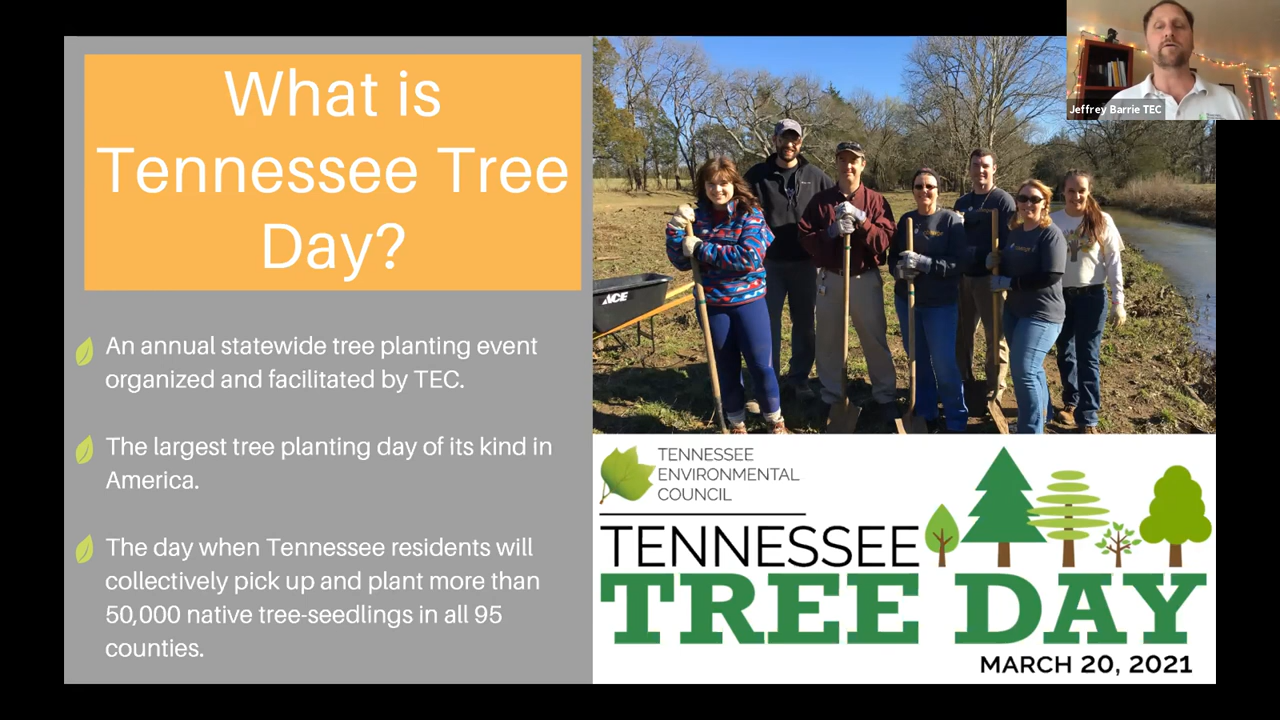 What is
Tennessee Tree
Day?
An annual statewide tree planting event
organized and facilitated by TEC.
The largest tree planting day of its kind in
America.
The day when Tennessee residents will
collectively pick up and plant more than
50,000 native tree-seedlings in all 95
counties.
Jeffrey Barrie TEC
ACE
TENNESSEE
ENVIRONMENTAL
COUNCIL
TENNESSEE
TREE DAY
MARCH 20, 2021